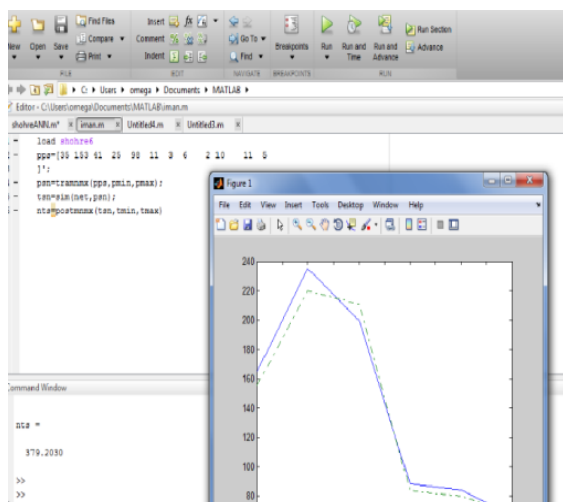 Find Files Insert fx
New Open Save Compare Comment Go To Breakpoints Run Run and Run and Run Section
Print Indent Find Time Advance Advance
FILE EDIT NAVIGATE BREAKPOINTS RUN
C: Users omega Documents MATLAB
Editor - C:\Users\omega\Documents\MATLAB\iman.m
shohreANN.m* iman.m Untitled4.m Untitled3.m
load shohre6
pps=[35 153 41 25 98 11 3 6 2 10 11 5
]';
psn=tramnmx(pps,pmin,pmax);
tsn=sim(net,psn);
nts=postmnmx(tsn,tmin,tmax)
Figure 1
File Edit View Insert Tools Desktop Window Help
240
220
200
180
160
140
120
100
80
Command Window
nts =
379.2030
>>
>>